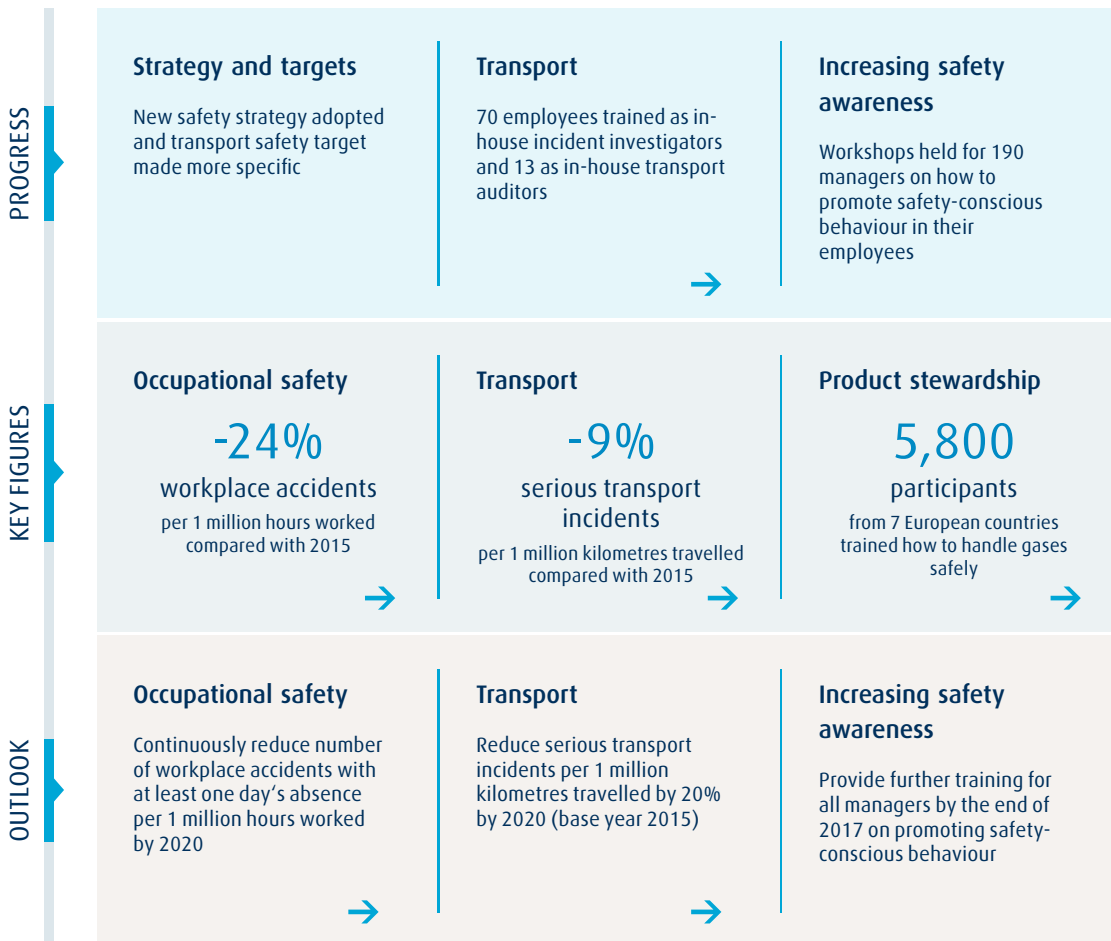 PROGRESS
Strategy and targets
New safety strategy adopted
and transport safety target
made more specific
Transport
70 employees trained as in-
house incident investigators
and 13 as in-house transport
auditors
Increasing safety
awareness
Workshops held for 190
managers on how to
promote safety-conscious
behaviour in their
employees
KEY FIGURES
Occupational safety
-24%
workplace accidents
per 1 million hours worked
compared with 2015
Transport
-9%
serious transport
incidents
per 1 million kilometres travelled
compared with 2015
Product stewardship
5,800
participants
from 7 European countries
trained how to handle gases
safely
OUTLOOK
Occupational safety
Continuously reduce number
of workplace accidents with
at least one day‘s absence
per 1 million hours worked
by 2020
Transport
Reduce serious transport
incidents per 1 million
kilometres travelled by 20%
by 2020 (base year 2015)
Increasing safety
awareness
Provide further training for
all managers by the end of
2017 on promoting safety-
conscious behaviour